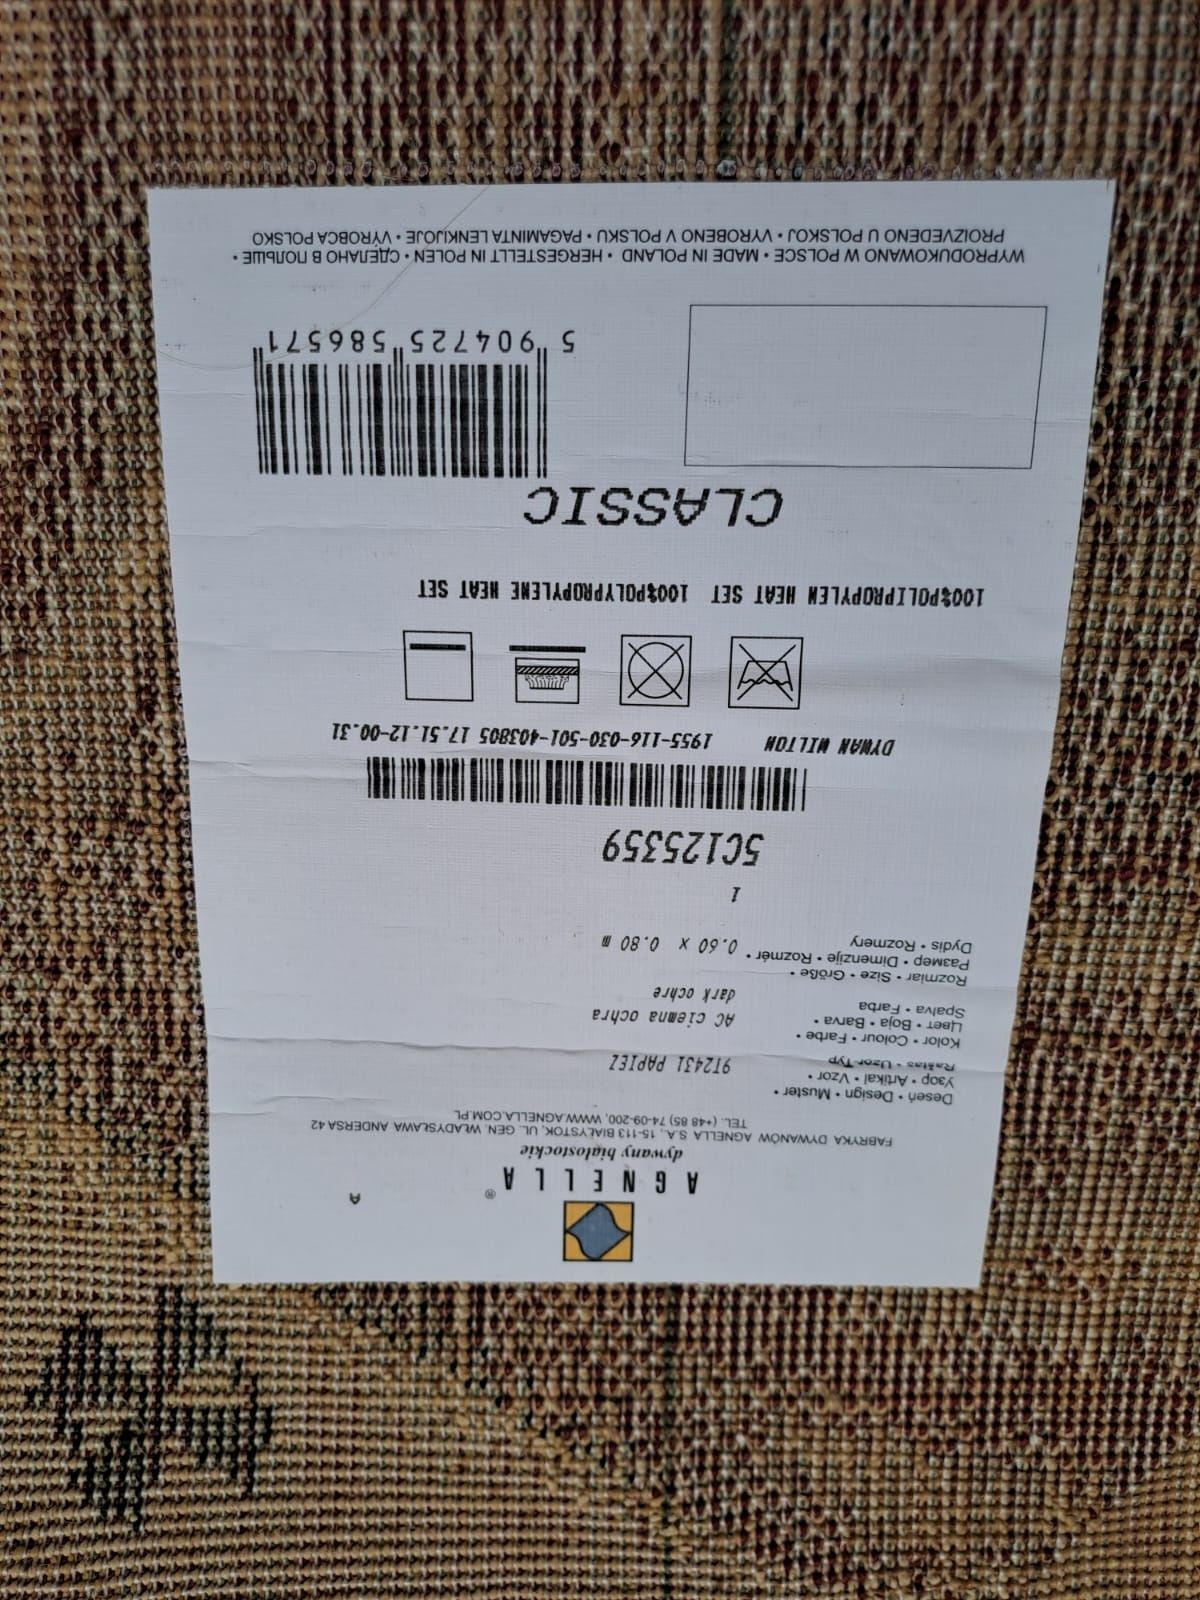 A
AGNELLA®
dywany białostockie
FABRYKA DYWANÓW AGNELLA S.A., 15-113 BIAŁYSTOK, UL. GEN. WŁADYSŁAWA ANDERSA 42
TEL. (+48 85) 74-09-200, WWW.AGNELLA.COM.PL
Deseń • Design • Muster •
Узор • Artikal • Vzor •
Raštas • Uzor Typ
9T2431 PAPIEZ
Kolor • Colour • Farbe •
Цвет • Boja • Barva •
Spalva • Farba
AC ciemna ochra
dark ochre
Rozmiar • Size • Größe •
Размер • Dimenzije • Rozměr •
Dydis • Rozmery
0.60 x 0.80 m
1
5C125359
DYWAN WILTON 1955-116-030-501-403805 17.51.12-00.31
100%POLIPROPYLEN HEAT SET 100%POLYPROPYLENE HEAT SET
CLASSIC
5 904725 586571
WYPRODUKOWANO W POLSCE • MADE IN POLAND • HERGESTELLT IN POLEN • СДЕЛАНО В ПОЛЬШЕ •
PROIZVEDENO U POLSKOJ • VYROBENO V POLSKU • PAGAMINTA LENKIJOJE • VÝROBCA POLSKO